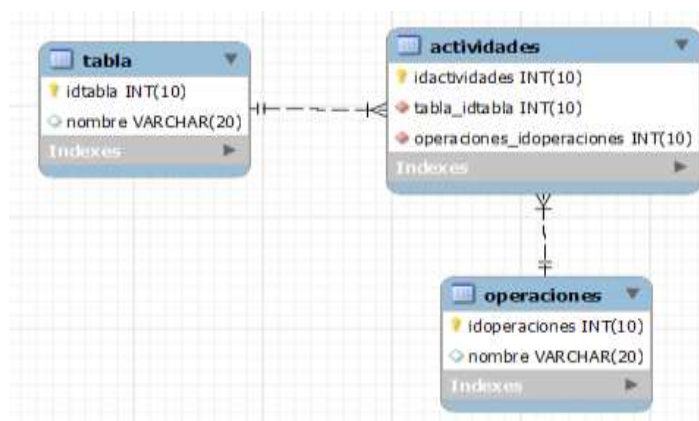 tabla
idtabla INT(10)
nombre VARCHAR(20)
Indexes
actividades
idactividades INT(10)
tabla_idtabla INT(10)
operaciones_idoperaciones INT(10)
Indexes
operaciones
idoperaciones INT(10)
nombre VARCHAR(20)
Indexes